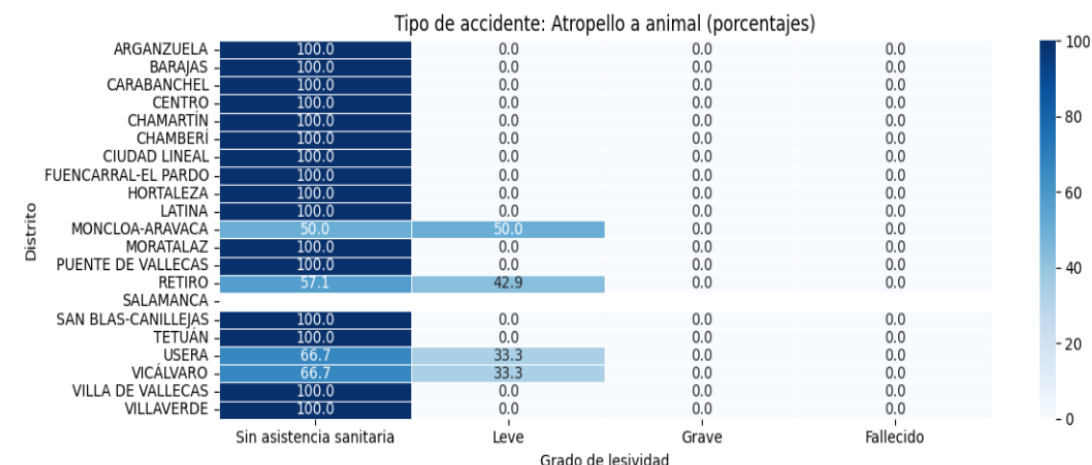 Tipo de accidente: Atropello a animal (porcentajes)
ARGANZUELA 100.0 0.0 0.0 0.0
BARAJAS 100.0 0.0 0.0 0.0
CARABANCHEL 100.0 0.0 0.0 0.0
CENTRO 100.0 0.0 0.0 0.0
CHAMARTÍN 100.0 0.0 0.0 0.0
CHAMBERÍ 100.0 0.0 0.0 0.0
CIUDAD LINEAL 100.0 0.0 0.0 0.0
FUENCARRAL-EL PARDO 100.0 0.0 0.0 0.0
HORTALEZA 100.0 0.0 0.0 0.0
LATINA 100.0 0.0 0.0 0.0
MONCLOA-ARAVACA 50.0 50.0 0.0 0.0
MORATALAZ 100.0 0.0 0.0 0.0
PUENTE DE VALLECAS 100.0 0.0 0.0 0.0
RETIRO 57.1 42.9 0.0 0.0
SALAMANCA
SAN BLAS-CANILLEJAS 100.0 0.0 0.0 0.0
TETUÁN 100.0 0.0 0.0 0.0
USERA 66.7 33.3 0.0 0.0
VICÁLVARO 66.7 33.3 0.0 0.0
VILLA DE VALLECAS 100.0 0.0 0.0 0.0
VILLAVERDE 100.0 0.0 0.0 0.0
Distrito
Sin asistencia sanitaria Leve Grave Fallecido
Grado de lesividad
100
80
60
40
20
0